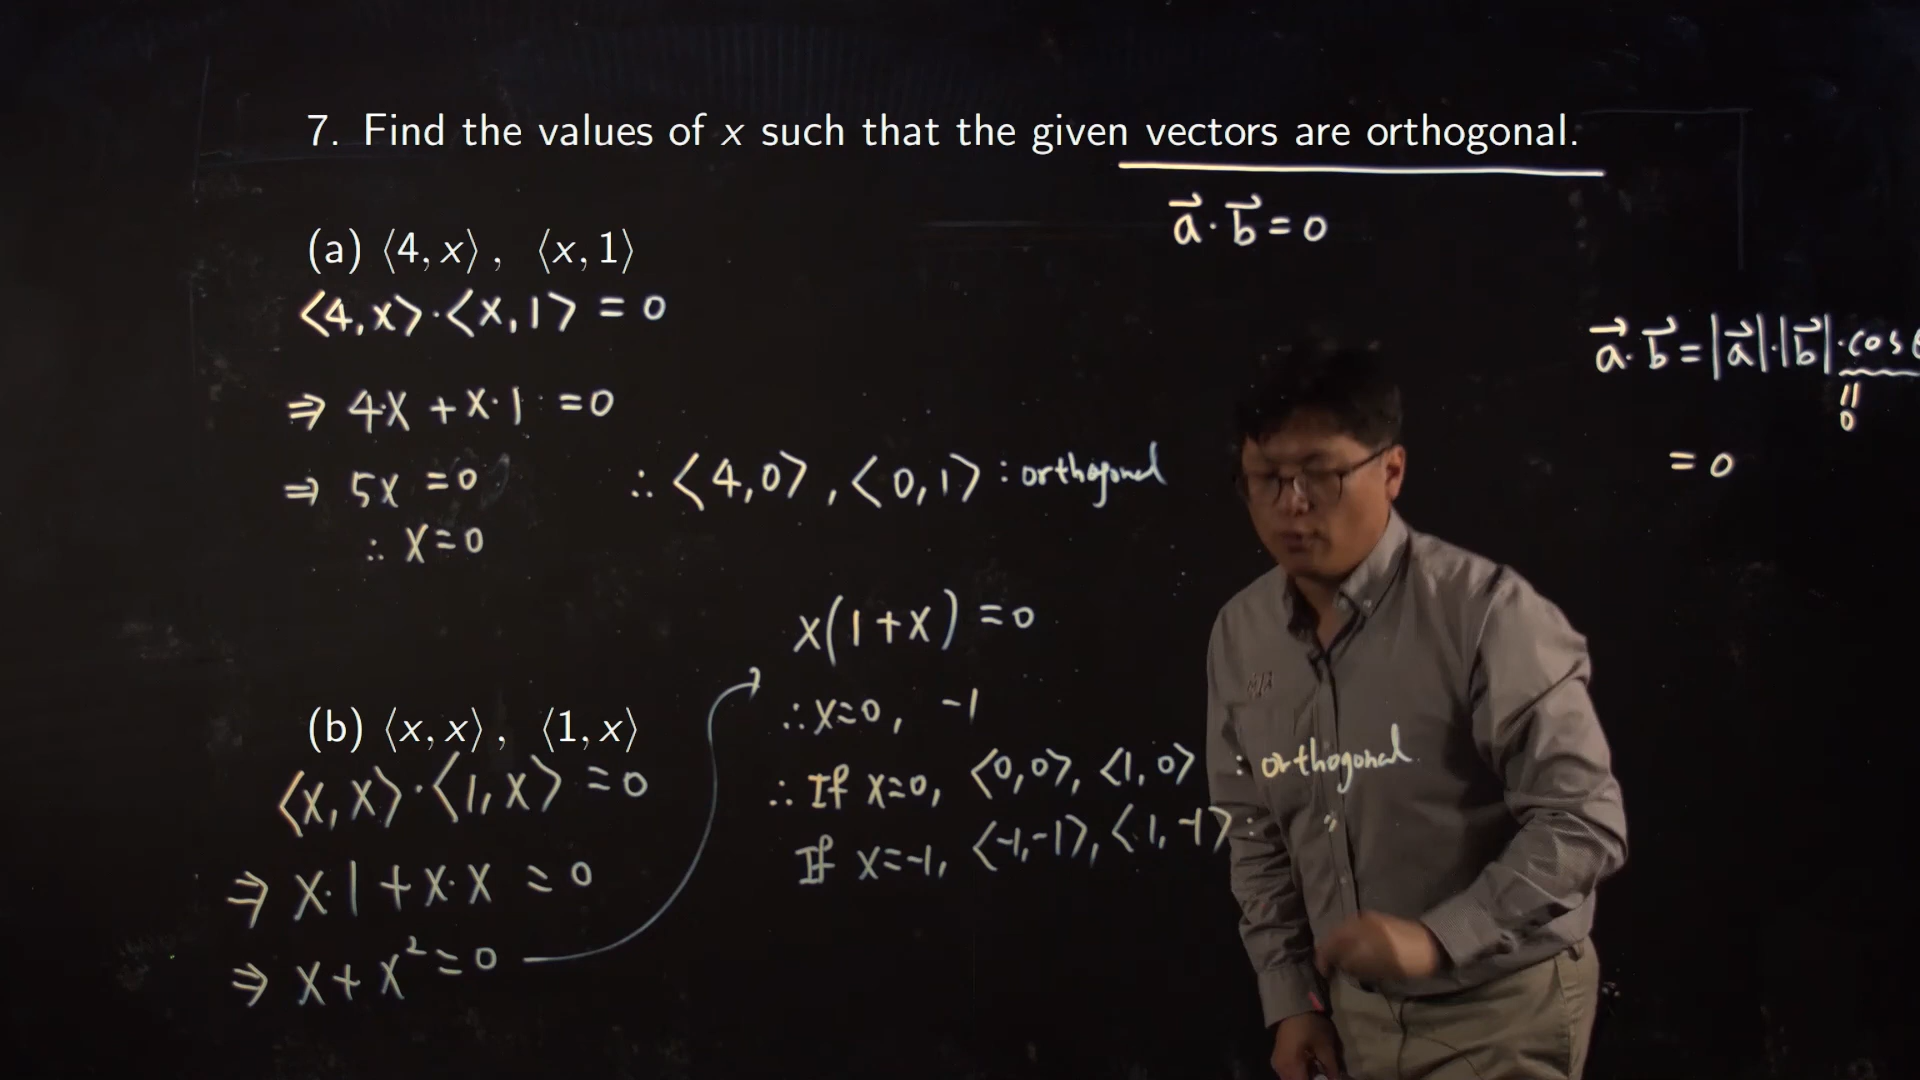 7. Find the values of x such that the given vectors are orthogonal.
a⃗ · b⃗ = 0
(a) ⟨4, x⟩ , ⟨x, 1⟩
<4,x>·<x,1> = 0
a⃗ · b⃗ = |a⃗|·|b⃗|·cos θ
"
0
= 0
⇒ 4·x + x·1 = 0
⇒ 5x = 0
∴ x = 0
∴ <4,0>, <0,1> : orthogonal
(b) ⟨x, x⟩ , ⟨1, x⟩
<x,x>·<1,x> = 0
⇒ x·1 + x·x = 0
⇒ x + x² = 0
x(1+x) = 0
∴ x=0, -1
∴ If x=0, <0,0>, <1,0> : orthogonal
If x=-1, <-1,-1>, <1,-1> : "